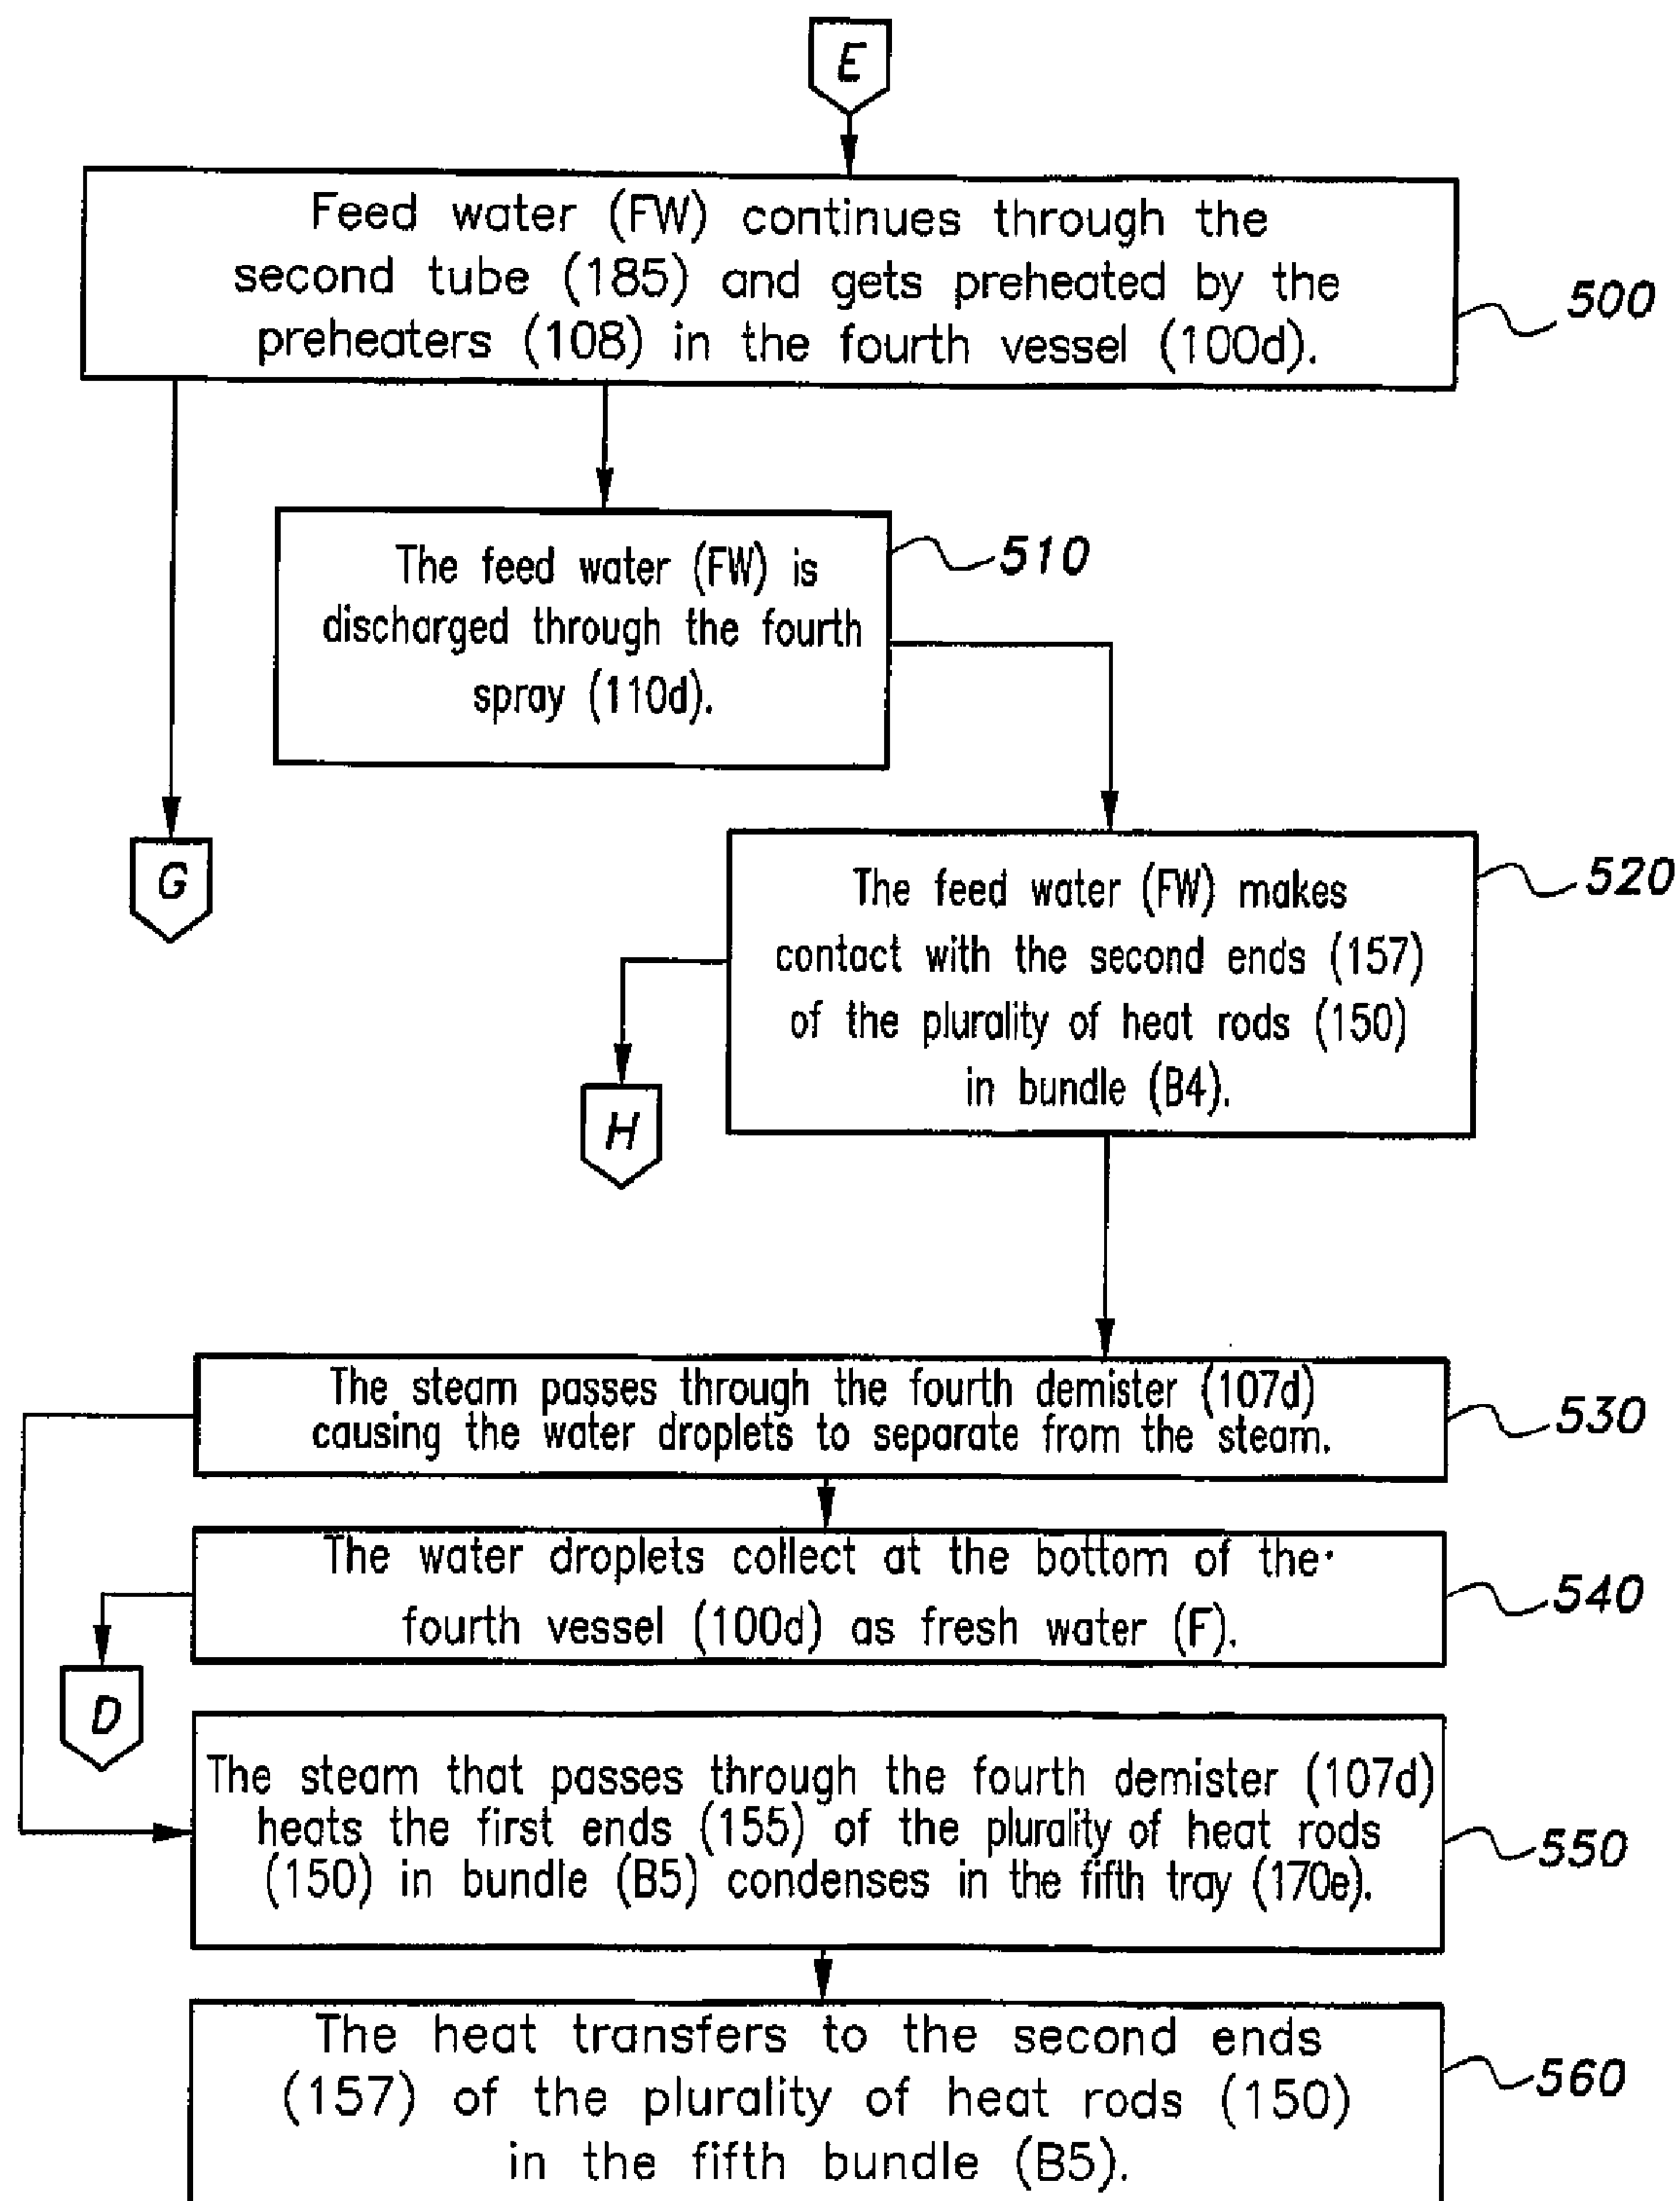 E
Feed water (FW) continues through the
second tube (185) and gets preheated by the
preheaters (108) in the fourth vessel (100d).
500
The feed water (FW) is
discharged through the fourth
spray (110d).
510
G
The feed water (FW) makes
contact with the second ends (157)
of the plurality of heat rods (150)
in bundle (B4).
520
H
The steam passes through the fourth demister (107d)
causing the water droplets to separate from the steam.
530
The water droplets collect at the bottom of the
fourth vessel (100d) as fresh water (F).
540
D
The steam that passes through the fourth demister (107d)
heats the first ends (155) of the plurality of heat rods
(150) in bundle (B5) condenses in the fifth tray (170e).
550
The heat transfers to the second ends
(157) of the plurality of heat rods (150)
in the fifth bundle (B5).
560